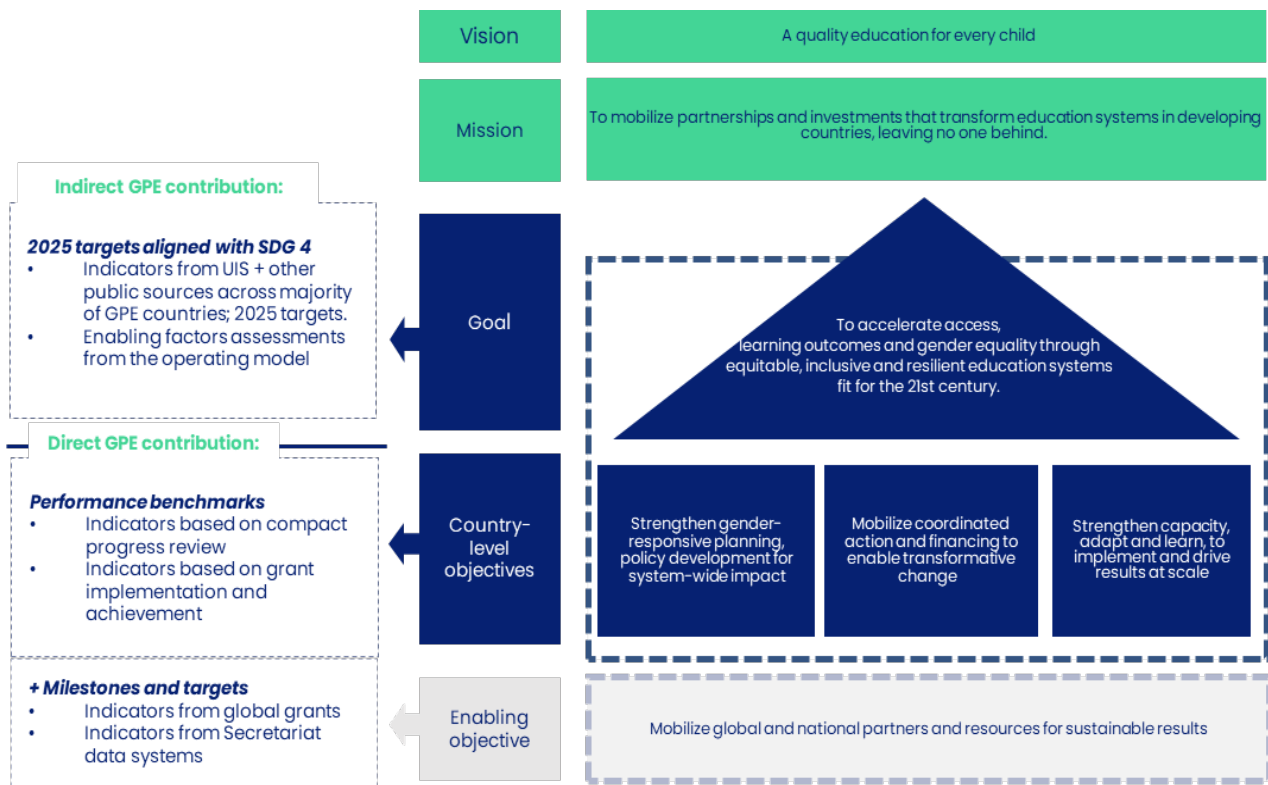 Vision
A quality education for every child
Mission
To mobilize partnerships and investments that transform education systems in developing
countries, leaving no one behind.
Indirect GPE contribution:
2025 targets aligned with SDG 4
• Indicators from UIS + other
public sources across majority
of GPE countries; 2025 targets.
• Enabling factors assessments
from the operating model
Goal
To accelerate access,
learning outcomes and gender equality through
equitable, inclusive and resilient education systems
fit for the 21st century.
Direct GPE contribution:
Performance benchmarks
• Indicators based on compact
progress review
• Indicators based on grant
implementation and
achievement
Country-
level
objectives
Strengthen gender-
responsive planning,
policy development for
system-wide impact
Mobilize coordinated
action and financing to
enable transformative
change
Strengthen capacity,
adapt and learn, to
implement and drive
results at scale
+ Milestones and targets
• Indicators from global grants
• Indicators from Secretariat
data systems
Enabling
objective
Mobilize global and national partners and resources for sustainable results